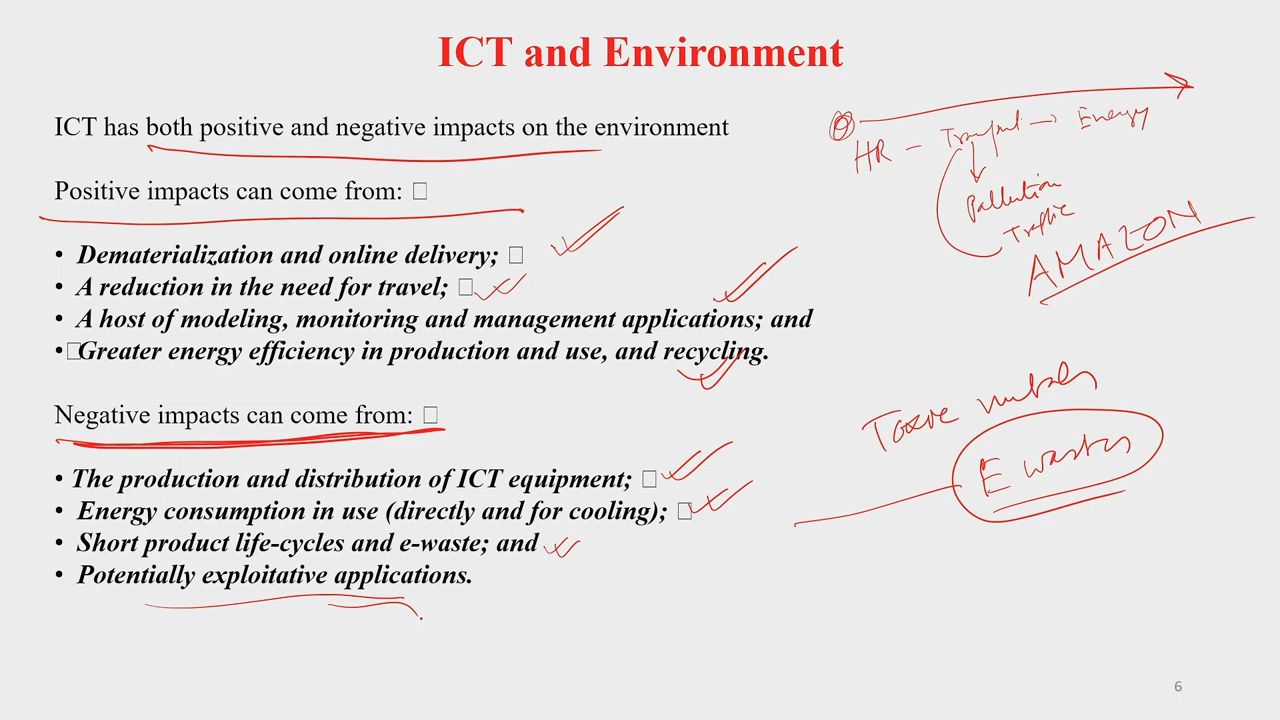 ICT and Environment
ICT has both positive and negative impacts on the environment
Positive impacts can come from: □
• Dematerialization and online delivery; □
• A reduction in the need for travel; □
• A host of modeling, monitoring and management applications; and
•□Greater energy efficiency in production and use, and recycling.
Negative impacts can come from: □
• The production and distribution of ICT equipment; □
• Energy consumption in use (directly and for cooling); □
• Short product life-cycles and e-waste; and
• Potentially exploitative applications.
HR - Transport → Energy
Pollution
Traffic
AMAZON
Toxic metals
E wastes
6